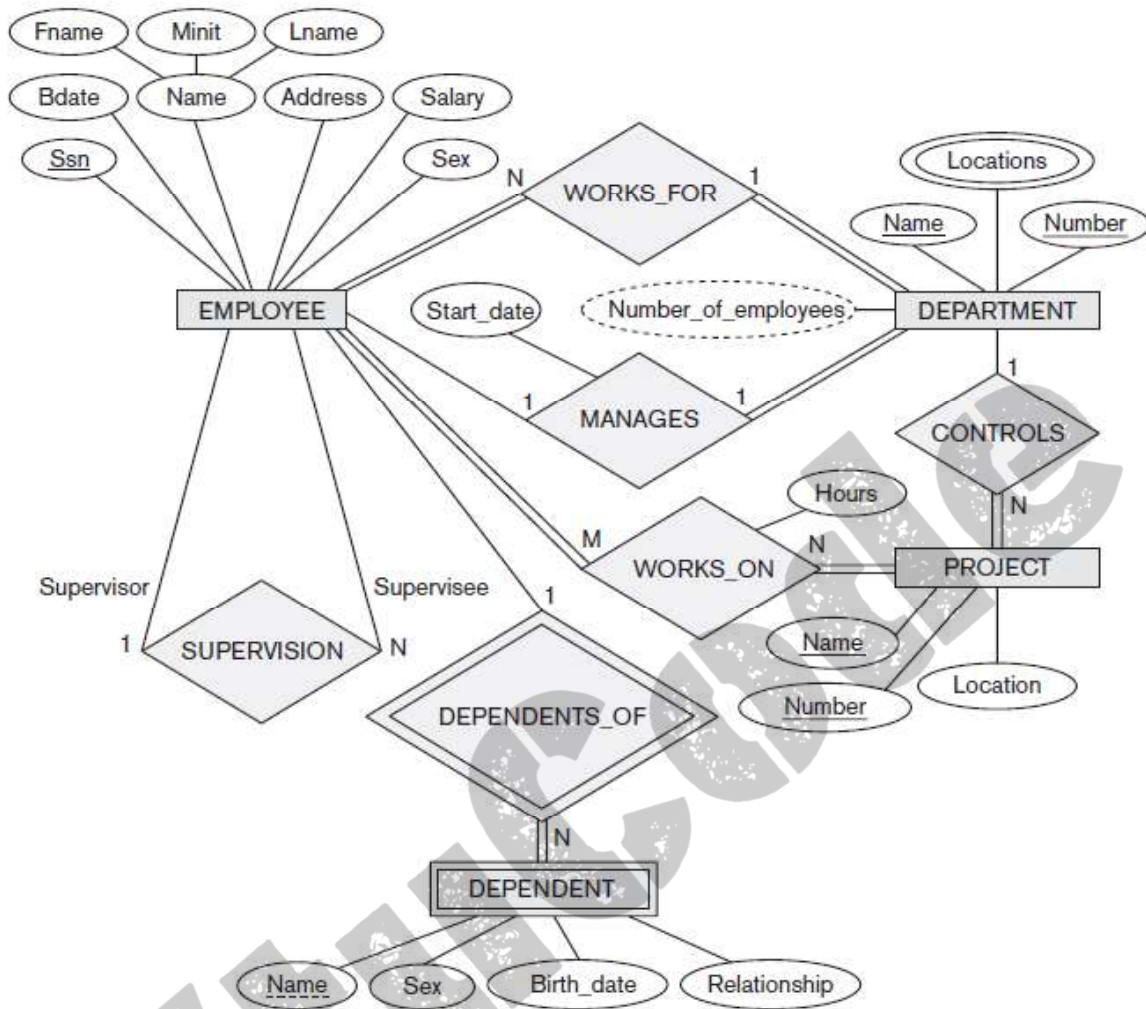 Fname Minit Lname
Bdate Name Address Salary
Ssn Sex
N WORKS_FOR 1
Locations
Name Number
EMPLOYEE Start_date Number_of_employees DEPARTMENT
1 MANAGES 1
1
CONTROLS
N
Hours
M WORKS_ON N PROJECT
Supervisor Supervisee
1 SUPERVISION N
1
Name
Number Location
DEPENDENTS_OF
N
DEPENDENT
Name Sex Birth_date Relationship